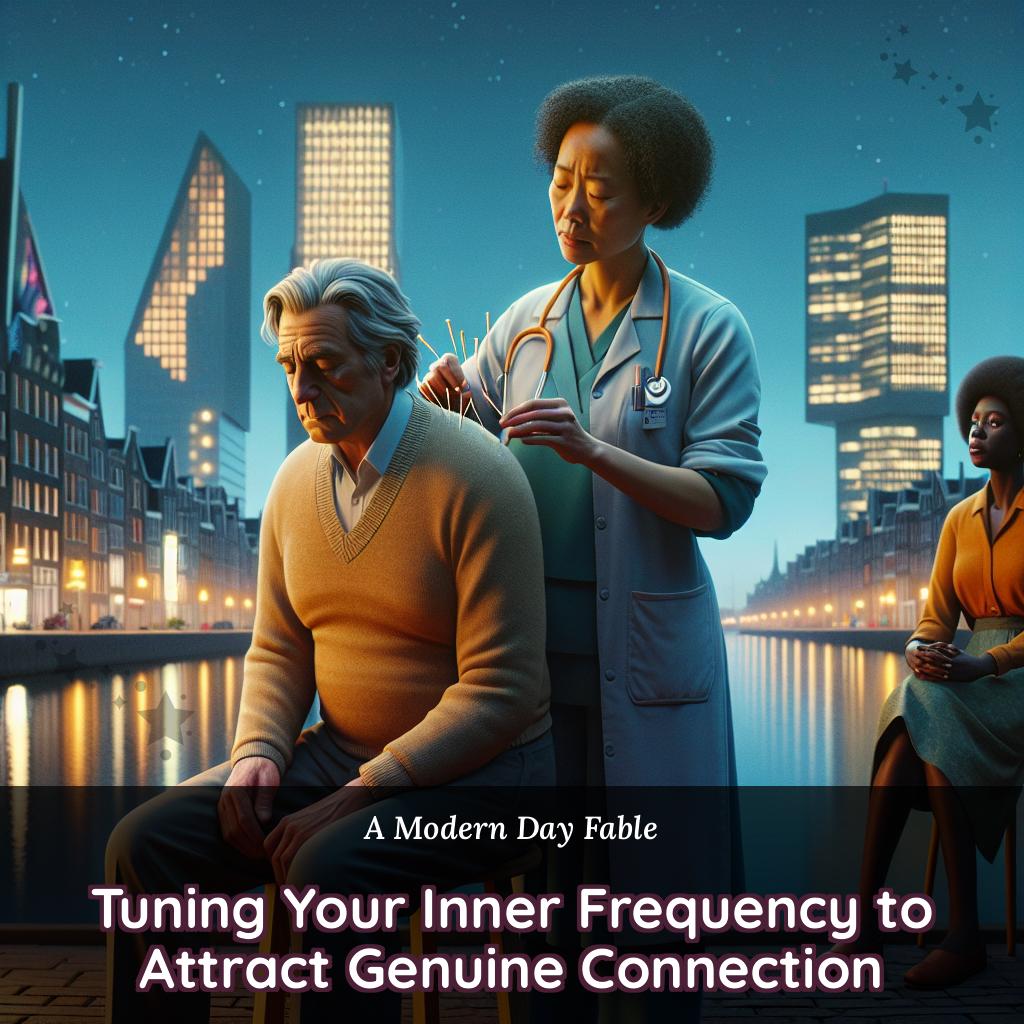 A Modern Day Fable
Tuning Your Inner Frequency to
Attract Genuine Connection